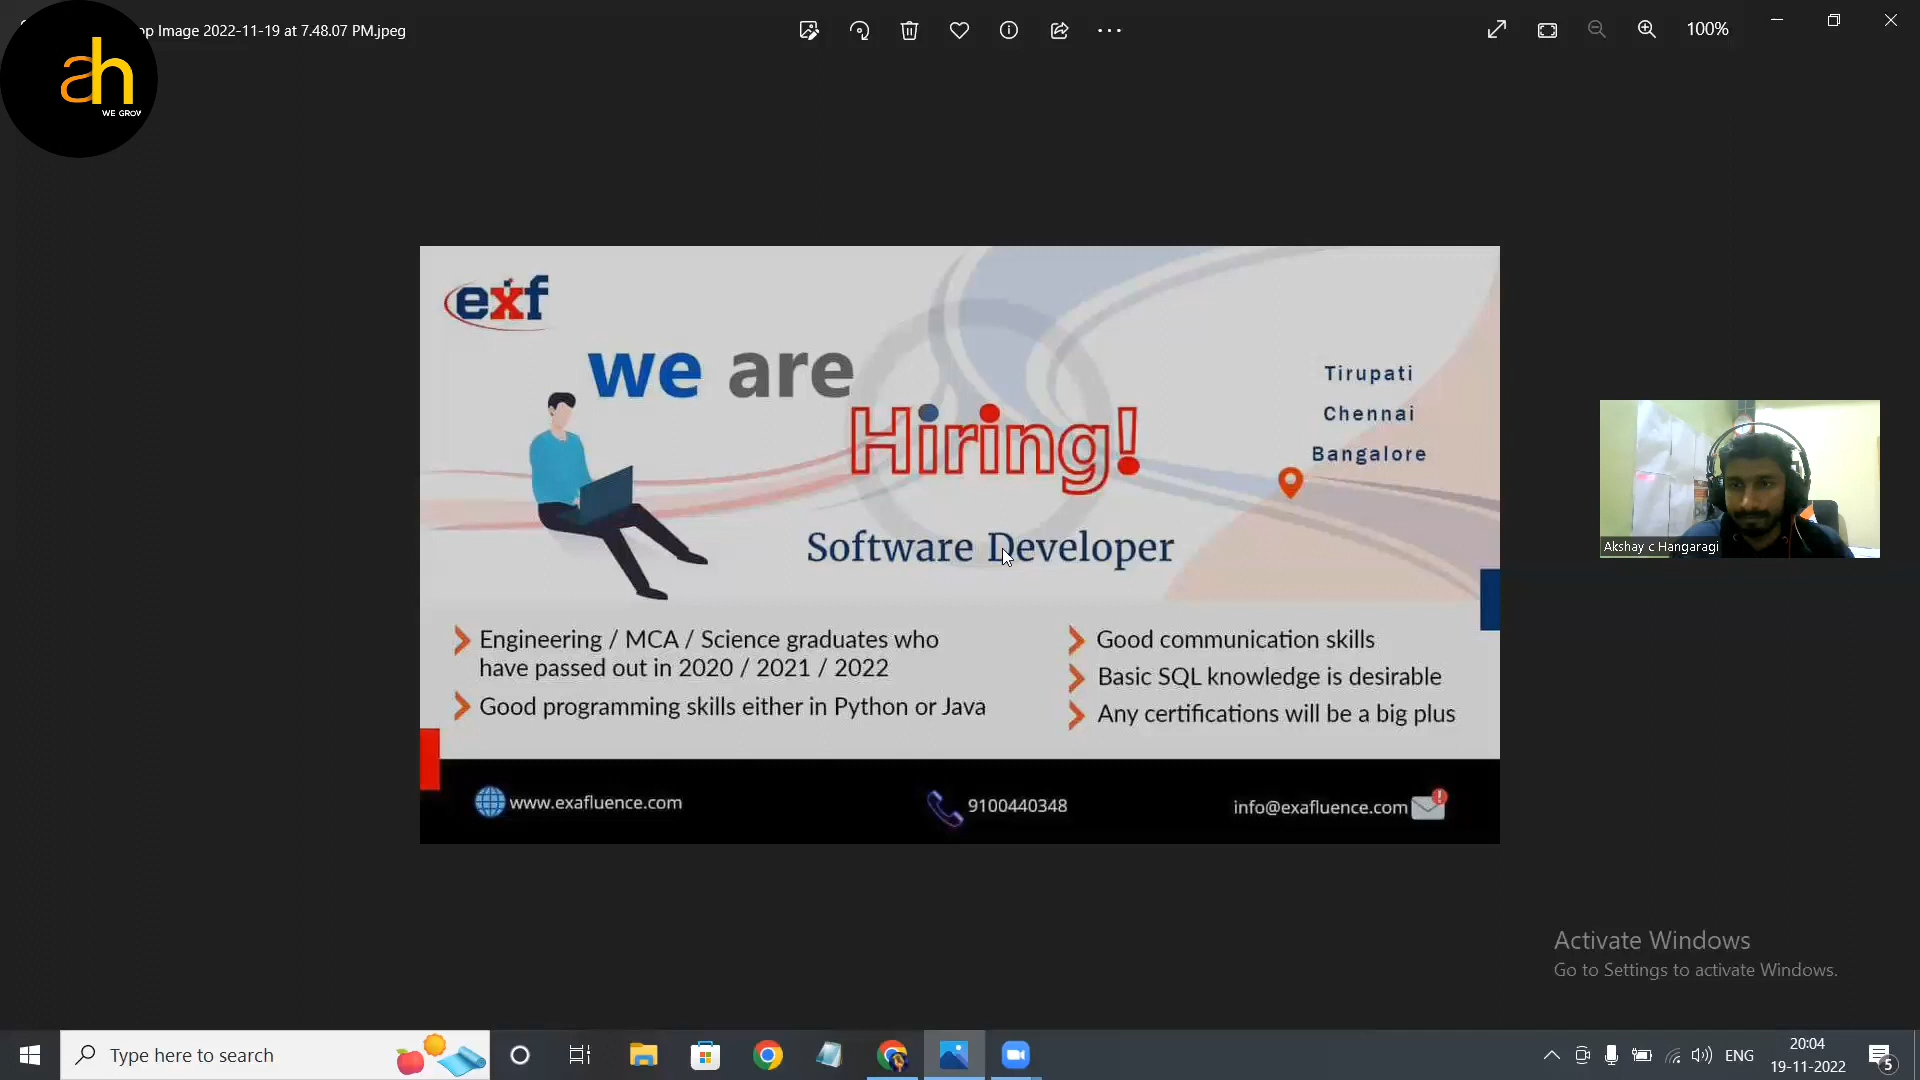 op Image 2022-11-19 at 7.48.07 PM.jpeg
100%
ah
WE GROW
exf
we are
Hiring!
Tirupati
Chennai
Bangalore
Software Developer
Engineering / MCA / Science graduates who
have passed out in 2020 / 2021 / 2022
Good programming skills either in Python or Java
Good communication skills
Basic SQL knowledge is desirable
Any certifications will be a big plus
www.exafluence.com
9100440348
info@exafluence.com
Akshay c Hangaragi
Activate Windows
Go to Settings to activate Windows.
Type here to search
ENG
20:04
19-11-2022
5